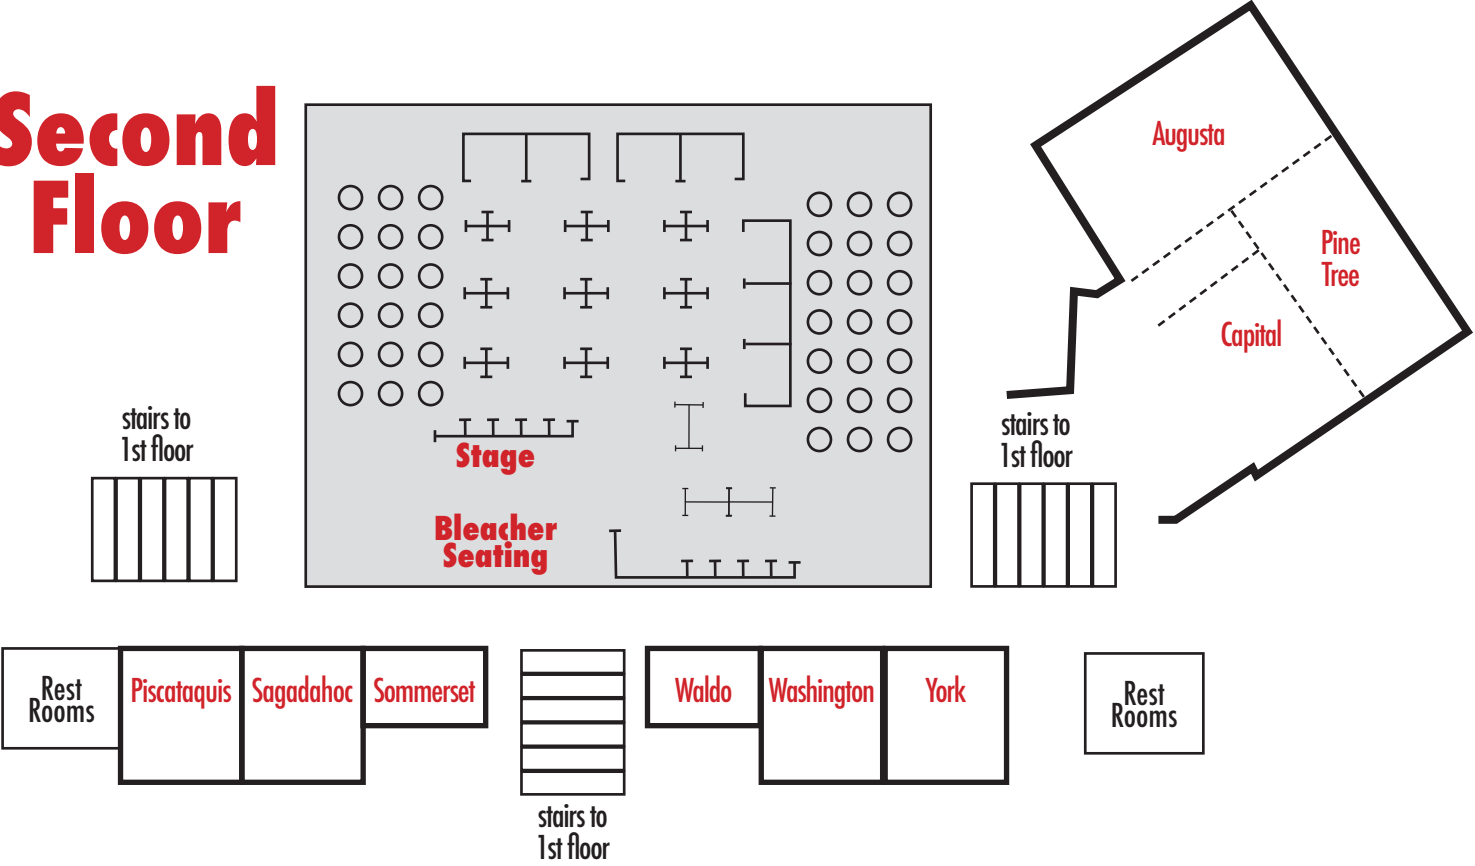 Second
Floor
Augusta
Pine
Tree
Capital
stairs to
1st floor
stairs to
1st floor
Stage
Bleacher
Seating
Rest
Rooms
Piscataquis
Sagadahoc
Sommerset
Waldo
Washington
York
Rest
Rooms
stairs to
1st floor